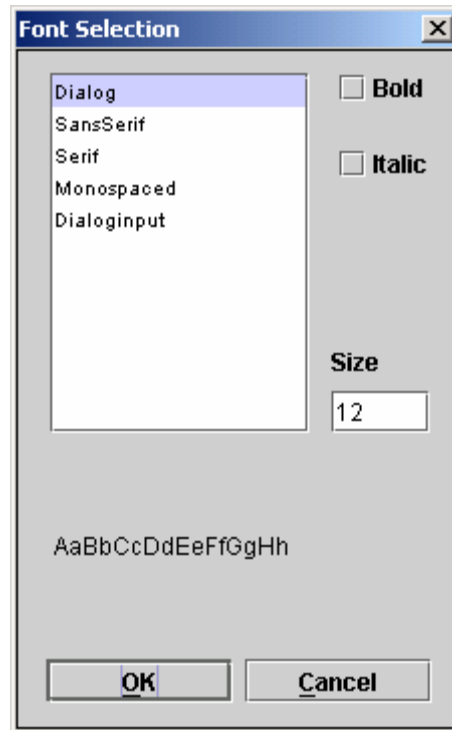 Font Selection
Dialog
SansSerif
Serif
Monospaced
Dialoginput
Bold
Italic
Size
12
AaBbCcDdEeFfGgHh
OK
Cancel